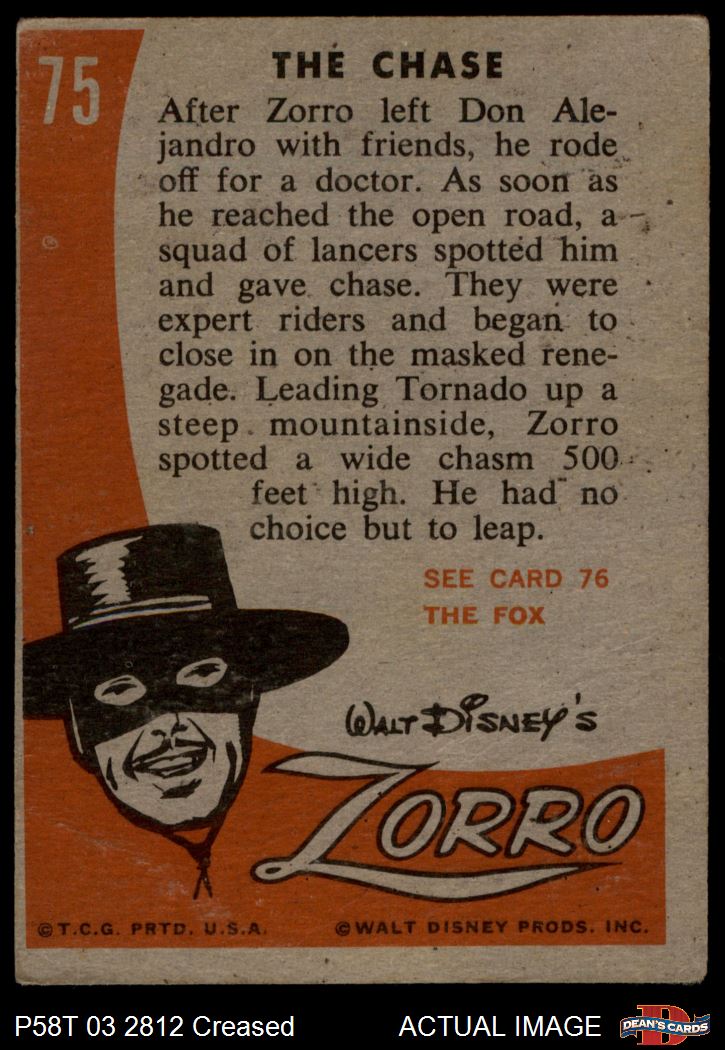 75
THE CHASE
After Zorro left Don Ale-
jandro with friends, he rode
off for a doctor. As soon as
he reached the open road, a
squad of lancers spotted him
and gave chase. They were
expert riders and began to
close in on the masked rene-
gade. Leading Tornado up a
steep mountainside, Zorro
spotted a wide chasm 500
feet high. He had no
choice but to leap.
SEE CARD 76
THE FOX
WALT DISNEY'S
ZORRO
© T.C.G. PRTD. U.S.A.
© WALT DISNEY PRODS. INC.
P58T 03 2812 Creased
ACTUAL IMAGE
D
DEAN'S CARDS